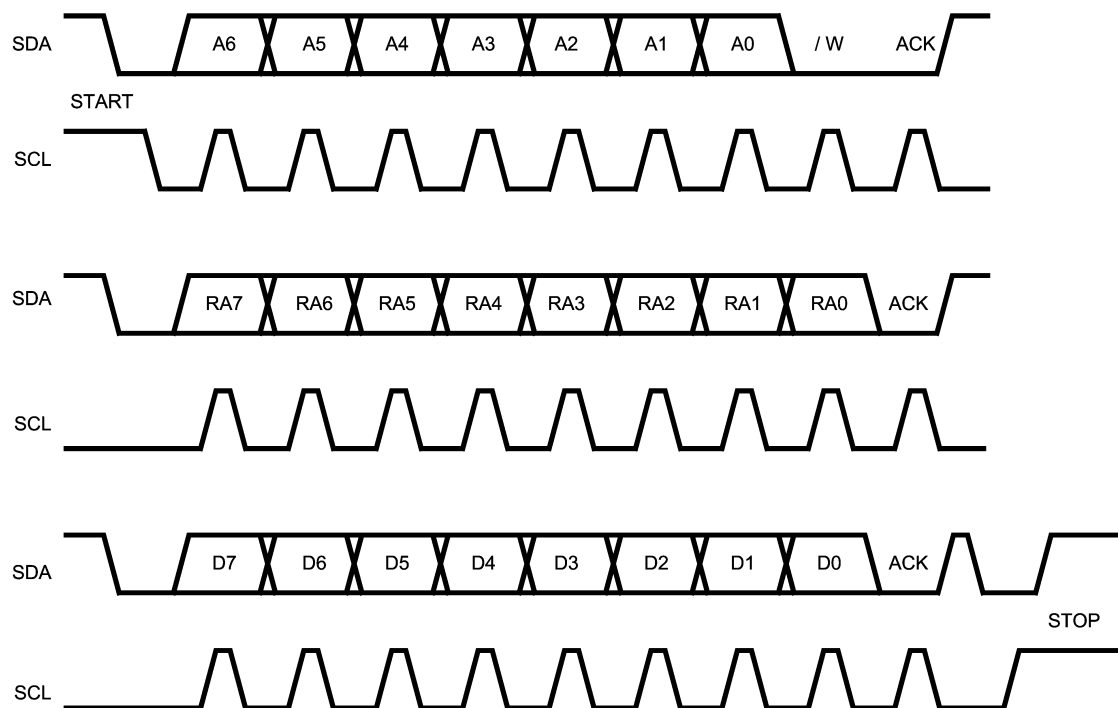 SDA A6 A5 A4 A3 A2 A1 A0 / W ACK
START
SCL
SDA RA7 RA6 RA5 RA4 RA3 RA2 RA1 RA0 ACK
SCL
SDA D7 D6 D5 D4 D3 D2 D1 D0 ACK
STOP
SCL